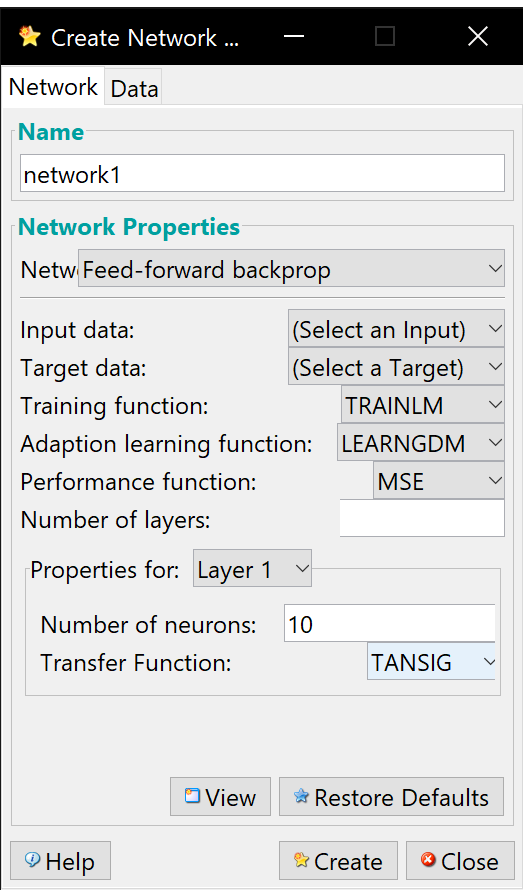 Create Network ...
Network Data
Name
network1
Network Properties
Netw Feed-forward backprop
Input data: (Select an Input)
Target data: (Select a Target)
Training function: TRAINLM
Adaption learning function: LEARNGDM
Performance function: MSE
Number of layers:
Properties for: Layer 1
Number of neurons: 10
Transfer Function: TANSIG
View Restore Defaults
Help Create Close